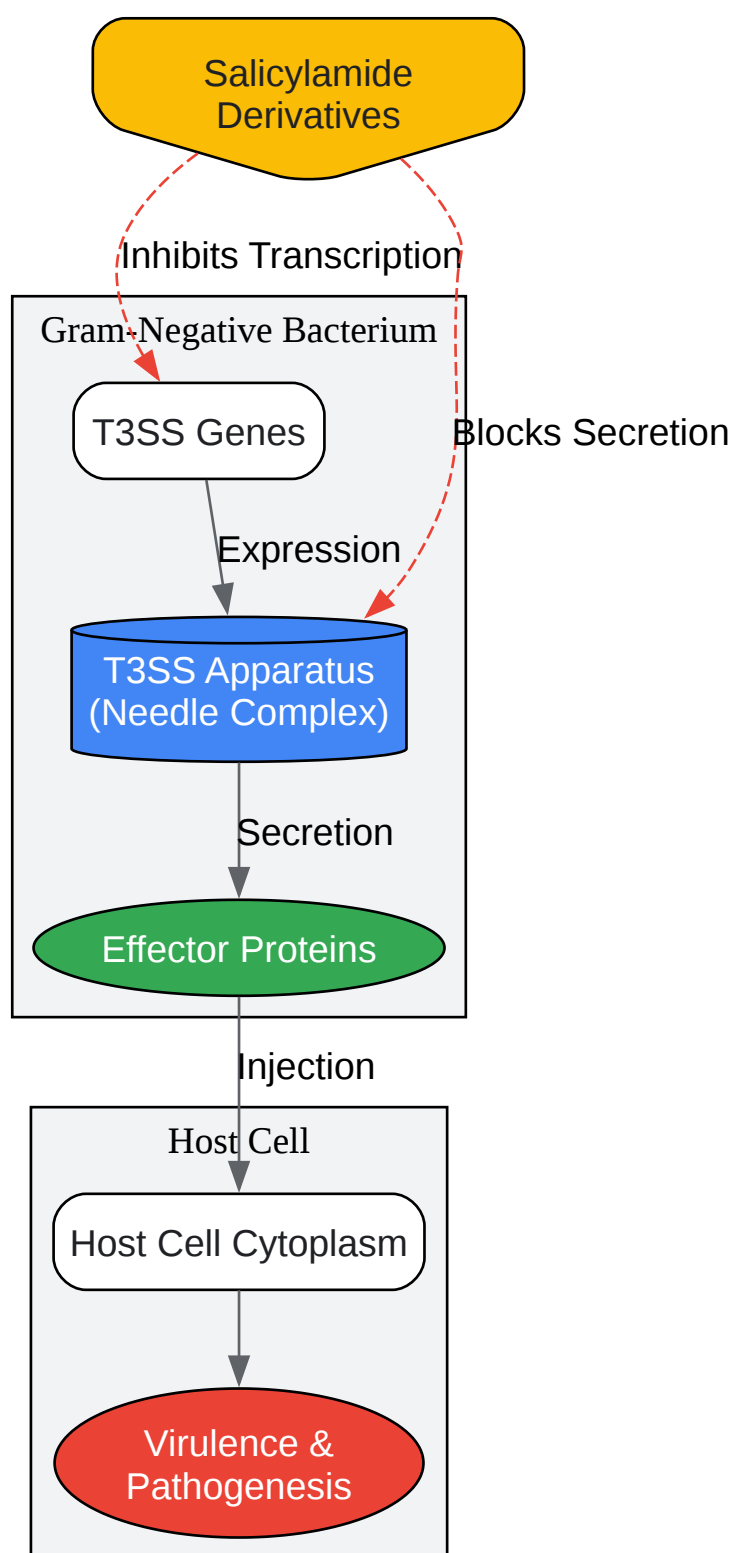 Salicylamide
Derivatives
Inhibits Transcription
Gram-Negative Bacterium
T3SS Genes
Blocks Secretion
Expression
T3SS Apparatus
(Needle Complex)
Secretion
Effector Proteins
Injection
Host Cell
Host Cell Cytoplasm
Virulence &
Pathogenesis